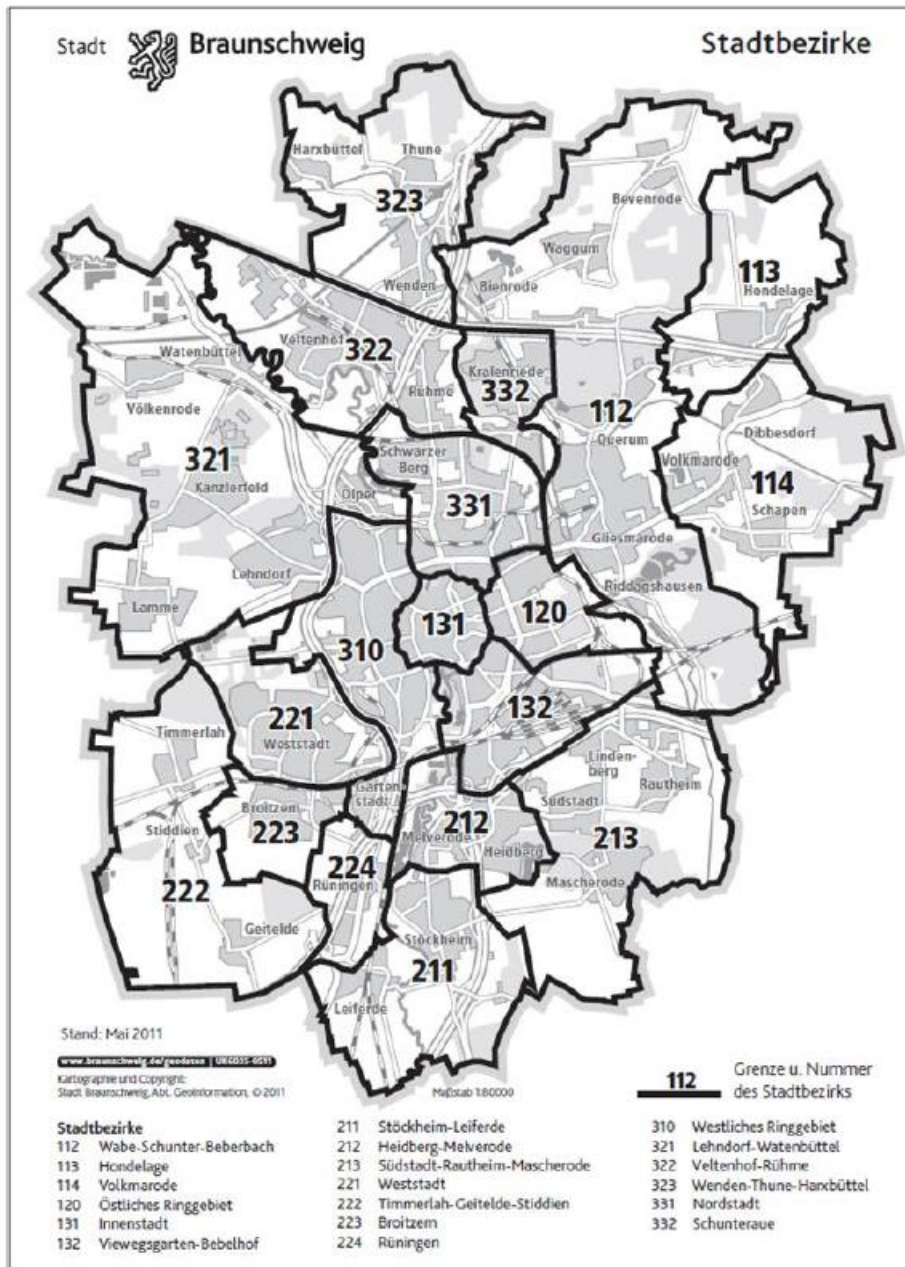 Stadt Braunschweig Stadtbezirke
Harxbüttel Thune
323
Bevenrode
Waggum
113
Hondelage
Wenden Bienrode
Veltenhof
322
Watenbüttel
Kralenriede
332
Rühme
112
Völkenrode
Dibbesdorf
Querum
Schwarzer
Berg
321
Volkmarode
Kanzlerfeld
Ölper
331
114
Schapen
Gliesmarode
Lehndorf
Riddagshausen
Lamme
131
120
310
132
221
Timmerlah
Weststadt
Linden-
berg
Rautheim
Garten
stadt
Broitzem
Südstadt
Stiddien
223
212
213
Melverode
Heidberg
224
Mascherode
222
Rüningen
Geitelde
Stöckheim
211
Leiferde
Stand: Mai 2011
www.braunschweig.de/geodaten
Kartographie und Copyright:
Stadt Braunschweig, Abt. Geoinformation, © 2011
Maßstab 1:80000
112
Grenze u. Nummer
des Stadtbezirks
Stadtbezirke
112 Wabe-Schunter-Beberbach
113 Hondelage
114 Volkmarode
120 Östliches Ringgebiet
131 Innenstadt
132 Viewegsgarten-Bebelhof
211 Stöckheim-Leiferde
212 Heidberg-Melverode
213 Südstadt-Rautheim-Mascherode
221 Weststadt
222 Timmerlah-Geitelde-Stiddien
223 Broitzem
224 Rüningen
310 Westliches Ringgebiet
321 Lehndorf-Watenbüttel
322 Veltenhof-Rühme
323 Wenden-Thune-Harxbüttel
331 Nordstadt
332 Schunteraue